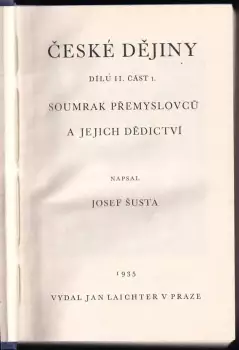 ČESKÉ DĚJINY
DÍLU II. ČÁST 1.
SOUMRAK PŘEMYSLOVCŮ
A JEJICH DĚDICTVÍ
NAPSAL
JOSEF ŠUSTA
1935
VYDAL JAN LAICHTER V PRAZE